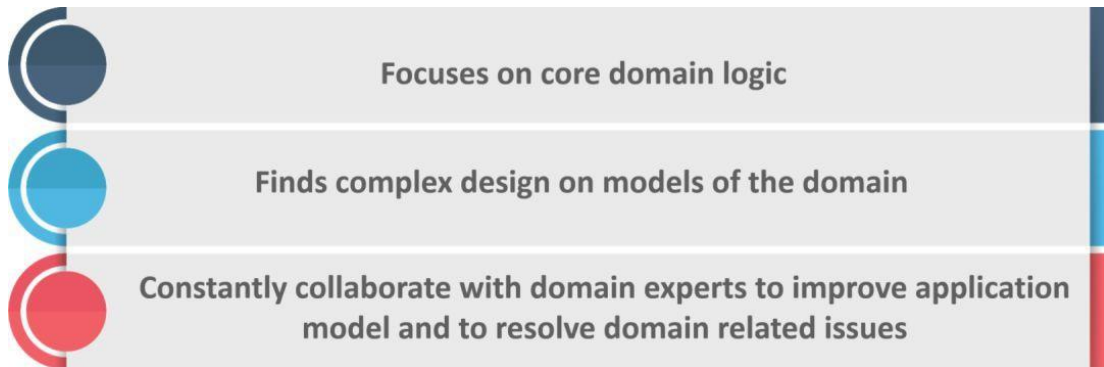 Focuses on core domain logic
Finds complex design on models of the domain
Constantly collaborate with domain experts to improve application
model and to resolve domain related issues